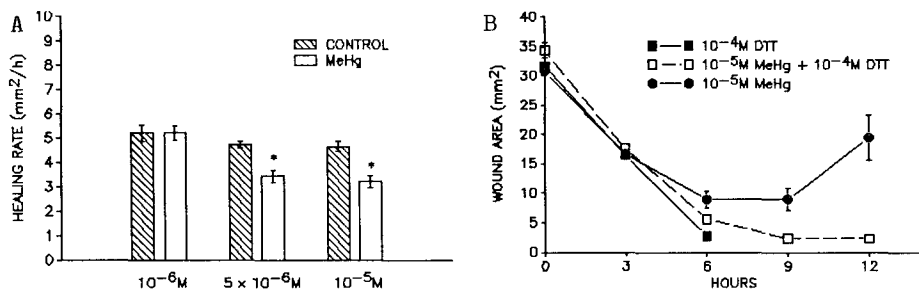 A
HEALING RATE (mm²/h)
10
9
8
7
6
5
4
3
2
1
0
CONTROL
MeHg
*
*
10⁻⁶M
5 × 10⁻⁶M
10⁻⁵M
B
WOUND AREA (mm²)
40
35
30
25
20
15
10
5
0
10⁻⁴M DTT
10⁻⁵M MeHg + 10⁻⁴M DTT
10⁻⁵M MeHg
0
3
6
9
12
HOURS